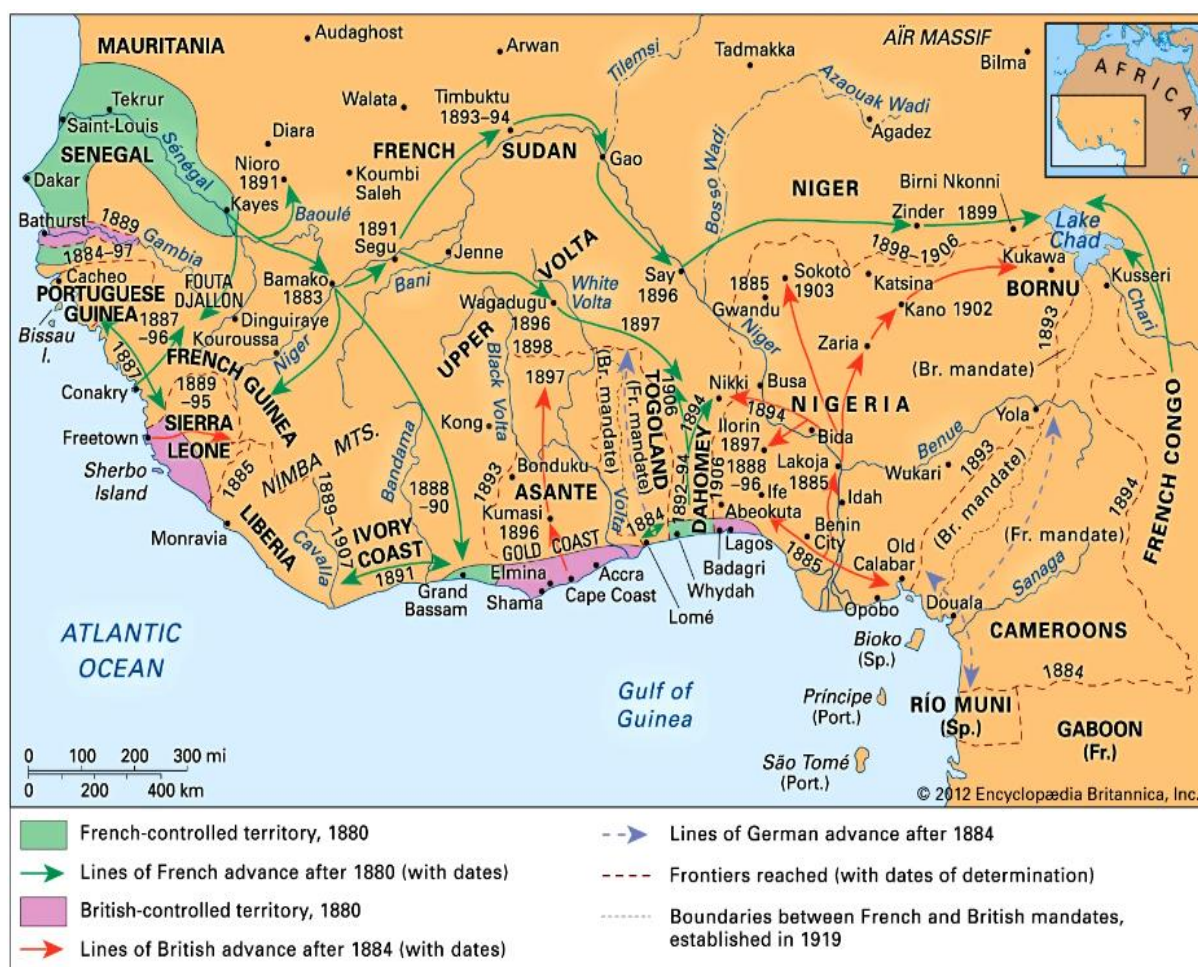 MAURITANIA
Audaghost
Arwan
Tadmakka
AÏR MASSIF
Bilma
AFRICA
Tilemsi
Azaouak Wadi
Tekrur
Saint-Louis
Walata
Timbuktu
1893–94
Agadez
SENEGAL
Sénégal
Diara
FRENCH
SUDAN
Gao
Bosso Wadi
Dakar
Nioro
1891
Koumbi
Saleh
NIGER
Birni Nkonni
Kayes
Baoulé
Zinder
1899
Lake
Chad
Bathurst
1889
Gambia
1884–97
1891
Segu
Jenne
VOLTA
1898–1906
Kukawa
Cacheo
FOUTA
DJALLON
Bamako
1883
Bani
White
Volta
Say
1896
1885
Gwandu
Sokoto
1903
Katsina
BORNU
Kusseri
Chari
PORTUGUESE
GUINEA
Bissau
I.
1887
–96
Dinguiraye
Kouroussa
Niger
Wagadugu
1896
1898
1897
Niger
Kano 1902
1893
1887
FRENCH GUINEA
UPPER
Black Volta
Zaria
(Br. mandate)
Conakry
1889
–95
1897
(Br. mandate)
TOGOLAND
(Fr. mandate)
1906
1894
Nikki
Busa
NIGERIA
1894
Yola
FRENCH CONGO
Freetown
SIERRA
LEONE
Kong
Ilorin
1897
Bida
Benue
Sherbo
Island
1885
NIMBA MTS.
Bandama
Bonduku
1893
ASANTE
DAHOMEY
1892–94
1906
1888
–96
Lakoja
1885
Wukari
1893
1894
LIBERIA
1889–1907
IVORY
COAST
1888
–90
Kumasi
1896
Volta
1884
Ife
Abeokuta
Idah
(Br. mandate)
(Fr. mandate)
Monravia
Cavalla
1891
GOLD COAST
Benin
City
Lagos
1885
Old
Calabar
Sanaga
Grand
Bassam
Elmina
Accra
Badagri
Shama
Cape Coast
Whydah
Lomé
Opobo
Douala
ATLANTIC
OCEAN
Bioko
(Sp.)
CAMEROONS
Gulf of
Guinea
Príncipe
(Port.)
1884
RÍO MUNI
(Sp.)
GABOON
(Fr.)
São Tomé
(Port.)
0 100 200 300 mi
0 200 400 km
© 2012 Encyclopædia Britannica, Inc.
French-controlled territory, 1880
Lines of French advance after 1880 (with dates)
British-controlled territory, 1880
Lines of British advance after 1884 (with dates)
Lines of German advance after 1884
Frontiers reached (with dates of determination)
Boundaries between French and British mandates,
established in 1919